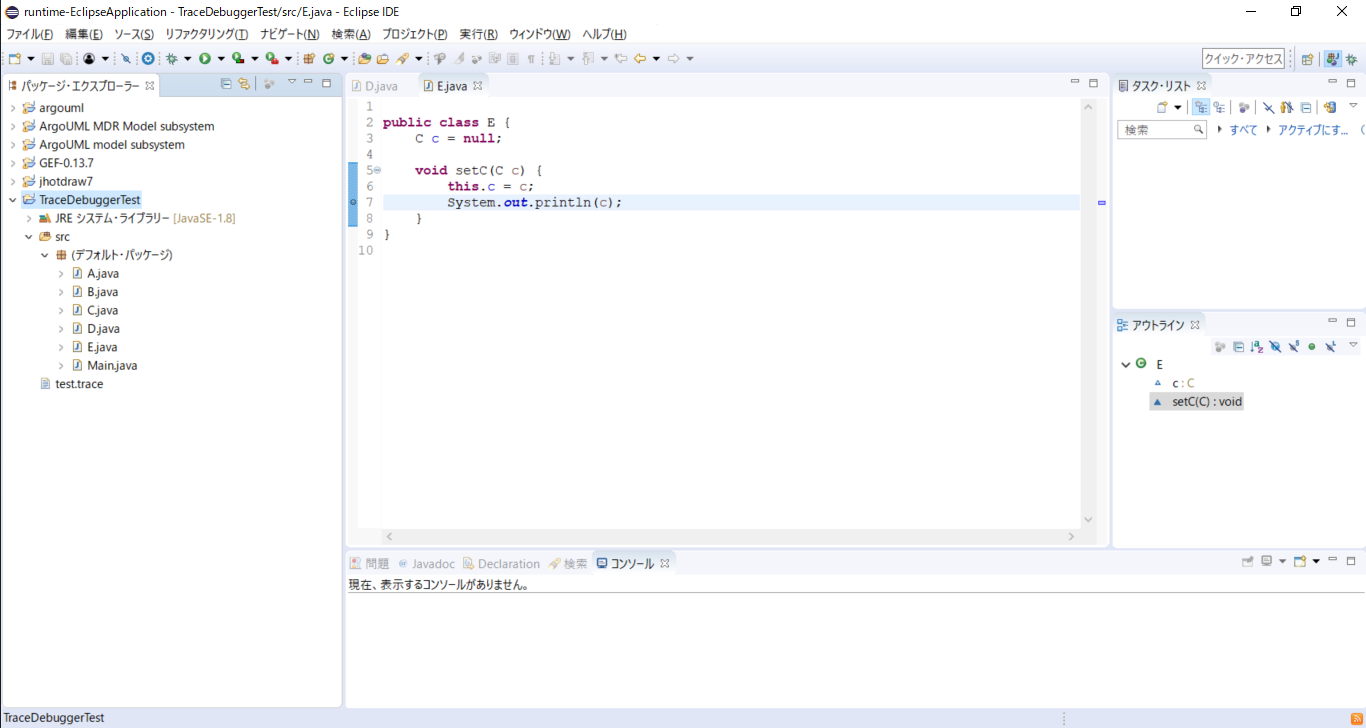 runtime-EclipseApplication - TraceDebuggerTest/src/E.java - Eclipse IDE
ファイル(F) 編集(E) ソース(S) リファクタリング(T) ナビゲート(N) 検索(A) プロジェクト(P) 実行(R) ウィンドウ(W) ヘルプ(H)
クイック・アクセス
パッケージ・エクスプローラー
argouml
ArgoUML MDR Model subsystem
ArgoUML model subsystem
GEF-0.13.7
jhotdraw7
TraceDebuggerTest
JRE システム・ライブラリー [JavaSE-1.8]
src
(デフォルト・パッケージ)
A.java
B.java
C.java
D.java
E.java
Main.java
test.trace
D.java E.java
1
2 public class E {
3 C c = null;
4
5 void setC(C c) {
6 this.c = c;
7 System.out.println(c);
8 }
9 }
10
タスク・リスト
検索 すべて アクティブにす...
アウトライン
E
c : C
setC(C) : void
問題 Javadoc Declaration 検索 コンソール
現在、表示するコンソールがありません。
TraceDebuggerTest